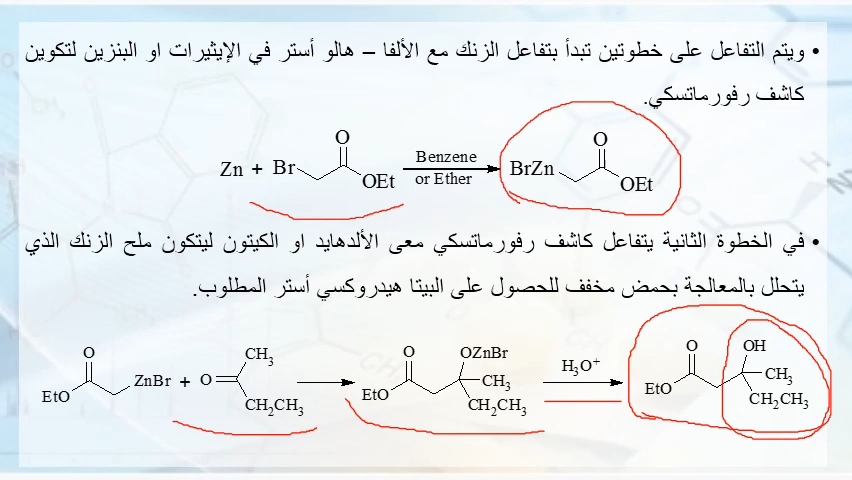 • ويتم التفاعل على خطوتين تبدأ بتفاعل الزنك مع الألفا – هالو أستر في الإيثيرات او البنزين لتكوين
كاشف رفورماتسكي.
Zn + Br O OEt Benzene or Ether BrZn O OEt
• في الخطوة الثانية يتفاعل كاشف رفورماتسكي معى الألدهايد او الكيتون ليتكون ملح الزنك الذي
يتحلل بالمعالجة بحمض مخفف للحصول على البيتا هيدروكسي أستر المطلوب.
O EtO ZnBr + O CH3 CH2CH3 O EtO OZnBr CH3 CH2CH3 H3O+ O EtO OH CH3 CH2CH3